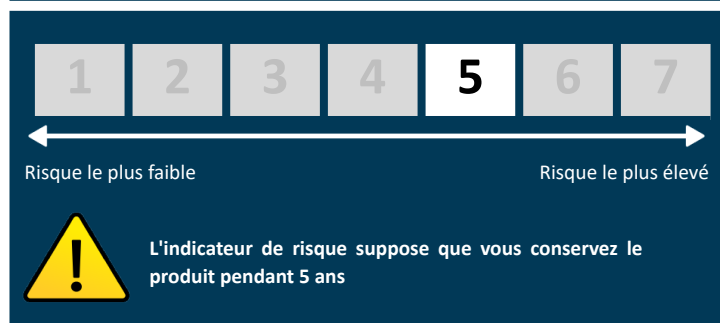 1 2 3 4 5 6 7
Risque le plus faible Risque le plus élevé
!
L'indicateur de risque suppose que vous conservez le
produit pendant 5 ans